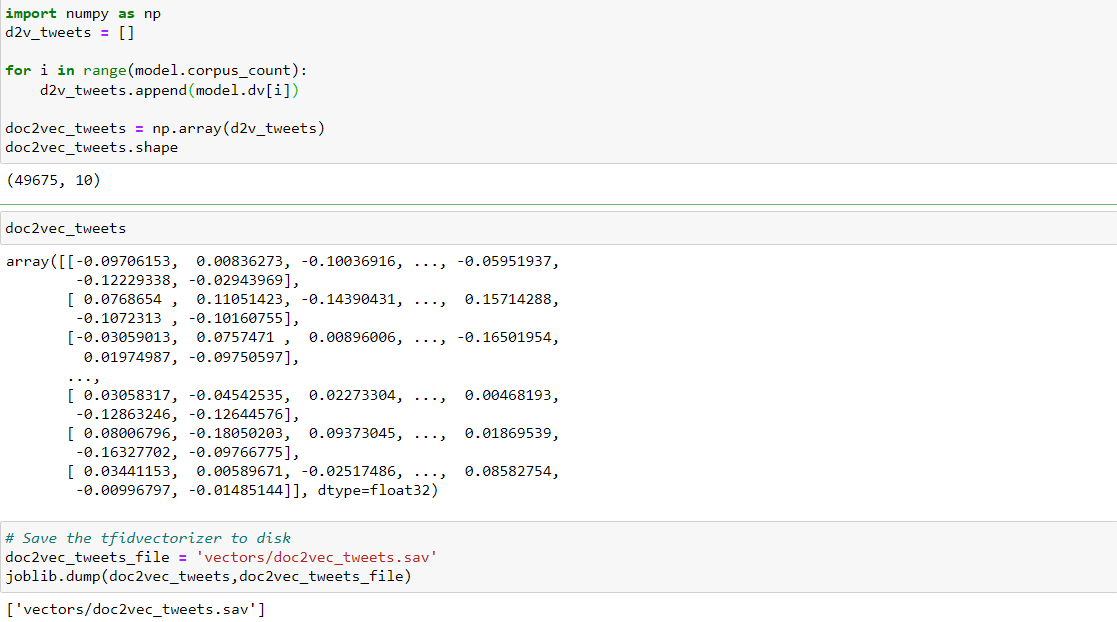 import numpy as np
d2v_tweets = []
for i in range(model.corpus_count):
    d2v_tweets.append(model.dv[i])
doc2vec_tweets = np.array(d2v_tweets)
doc2vec_tweets.shape
(49675, 10)
doc2vec_tweets
array([[-0.09706153,  0.00836273, -0.10036916, ..., -0.05951937,
        -0.12229338, -0.02943969],
       [ 0.0768654 ,  0.11051423, -0.14390431, ...,  0.15714288,
        -0.1072313 , -0.10160755],
       [-0.03059013,  0.0757471 ,  0.00896006, ..., -0.16501954,
         0.01974987, -0.09750597],
       ...,
       [ 0.03058317, -0.04542535,  0.02273304, ...,  0.00468193,
        -0.12863246, -0.12644576],
       [ 0.08006796, -0.18050203,  0.09373045, ...,  0.01869539,
        -0.16327702, -0.09766775],
       [ 0.03441153,  0.00589671, -0.02517486, ...,  0.08582754,
        -0.00996797, -0.01485144]], dtype=float32)
# Save the tfidvectorizer to disk
doc2vec_tweets_file = 'vectors/doc2vec_tweets.sav'
joblib.dump(doc2vec_tweets,doc2vec_tweets_file)
['vectors/doc2vec_tweets.sav']